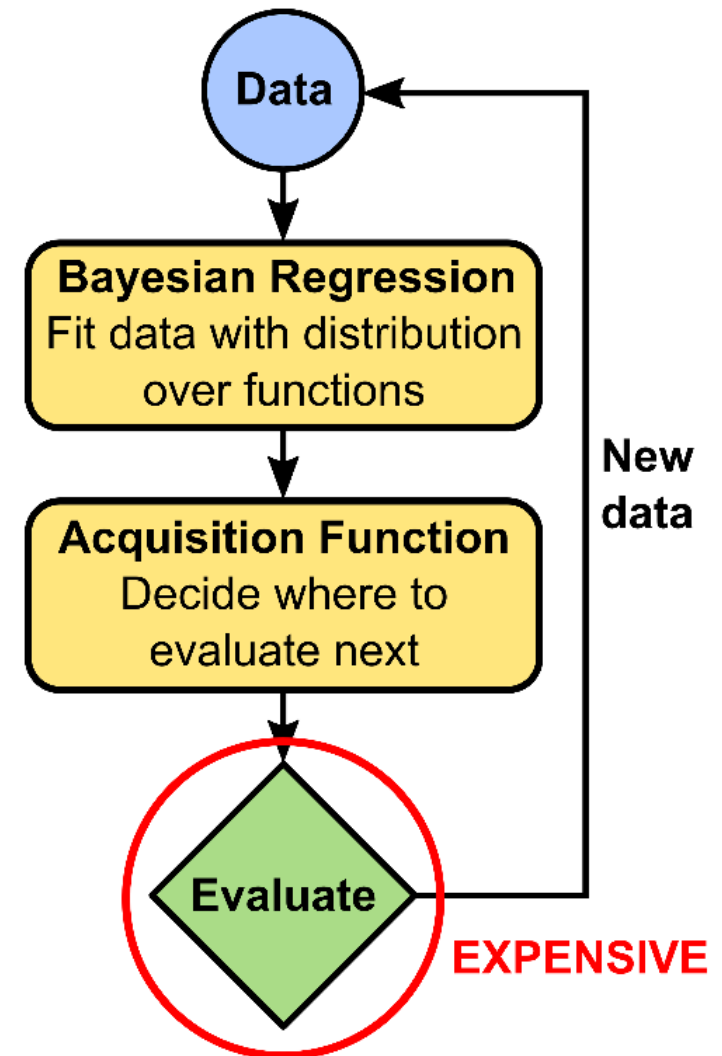 Data
Bayesian Regression
Fit data with distribution
over functions
Acquisition Function
Decide where to
evaluate next
New
data
Evaluate
EXPENSIVE